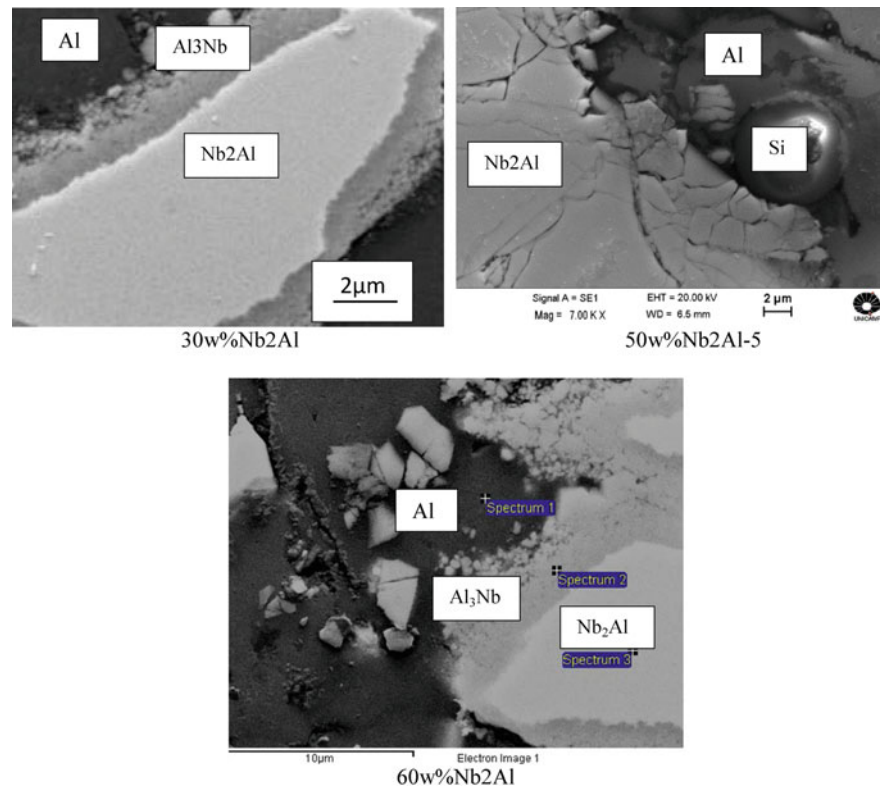 Al
Al3Nb
Nb2Al
2µm
30w%Nb2Al
Al
Si
Nb2Al
Signal A = SE1 EHT = 20.00 kV 2 µm
Mag = 7.00 K X WD = 6.5 mm
50w%Nb2Al-5
Al
Spectrum 1
Spectrum 2
Al₃Nb
Nb₂Al
Spectrum 3
10µm Electron Image 1
60w%Nb2Al